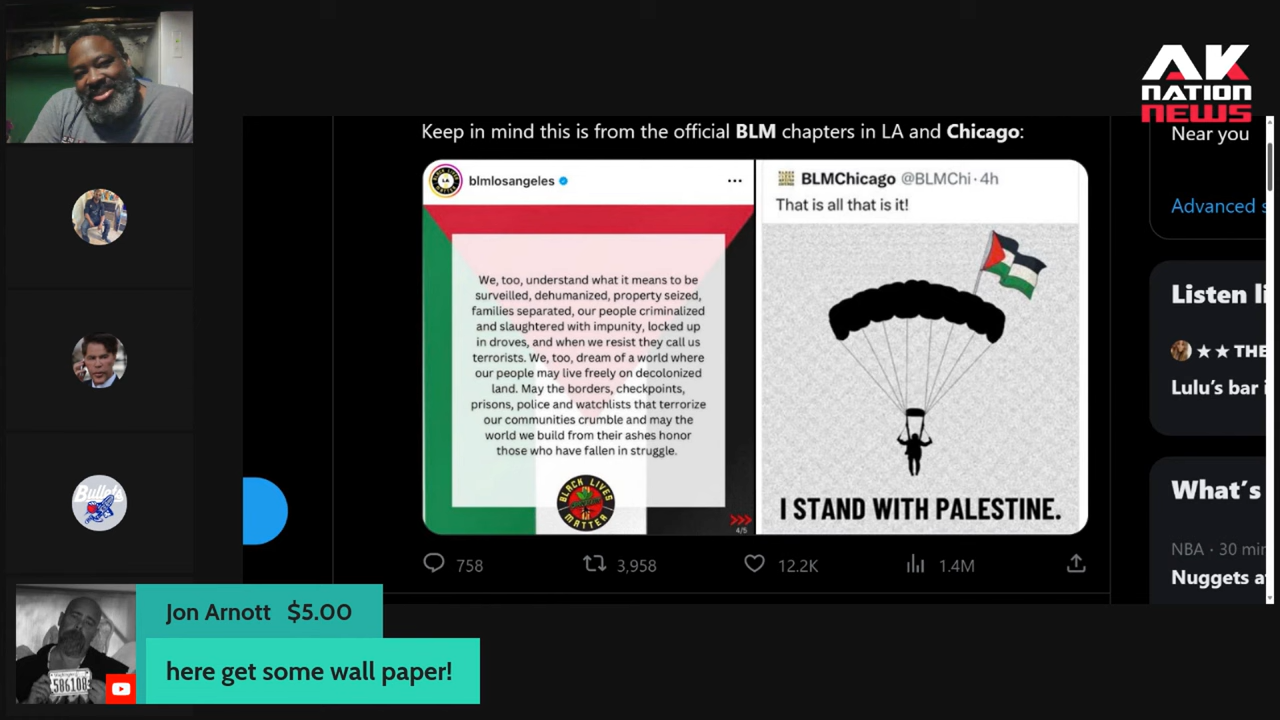 AK
NATION
NEWS
Keep in mind this is from the official BLM chapters in LA and Chicago:
Near you
Advanced s
LA
blmlosangeles
We, too, understand what it means to be
surveilled, dehumanized, property seized,
families separated, our people criminalized
and slaughtered with impunity, locked up
in droves, and when we resist they call us
terrorists. We, too, dream of a world where
our people may live freely on decolonized
land. May the borders, checkpoints,
prisons, police and watchlists that terrorize
our communities crumble and may the
world we build from their ashes honor
those who have fallen in struggle.
BLACK LIVES
MATTER
4/5
BLMChicago @BLMChi · 4h
That is all that is it!
I STAND WITH PALESTINE.
758
3,958
12.2K
1.4M
Listen li
★ ★ THE
Lulu's bar i
What's
NBA · 30 min
Nuggets a
Bullets
Jon Arnott $5.00
here get some wall paper!
586108